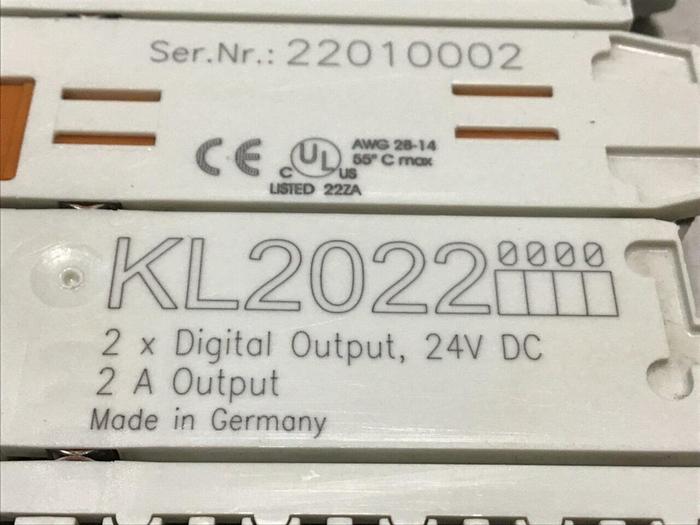 Ser.Nr.: 22010002
CE
C UL US
AWG 28-14
55° C max
LISTED 22ZA
KL2022 0000
2 x Digital Output, 24V DC
2 A Output
Made in Germany